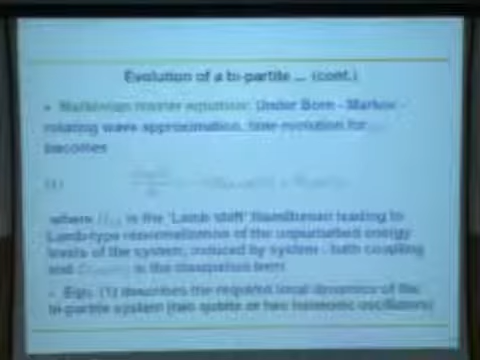 Evolution of a bi-partite ... (cont.)
• Markovian master equation: Under Born - Markov -
rotating wave approximation, time evolution for
becomes
(1)
where is the 'Lamb shift' Hamiltonian leading to
Lamb-type renormalization of the unperturbed energy
levels of the system, induced by system - bath coupling
and is the dissipation term
• Eqn. (1) describes the required local dynamics of the
bi-partite system (two qubits or two harmonic oscillators)